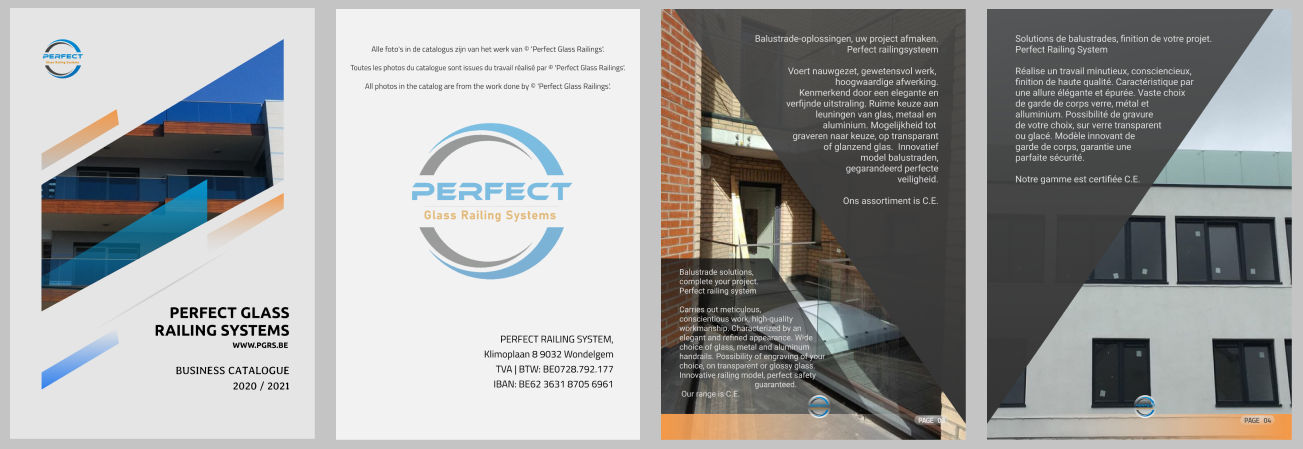 PERFECT
Glass Railing Systems
PERFECT GLASS
RAILING SYSTEMS
WWW.PGRS.BE
BUSINESS CATALOGUE
2020 / 2021
Alle foto's in de catalogus zijn van het werk van © 'Perfect Glass Railings'.
Toutes les photos du catalogue sont issues du travail réalisé par © 'Perfect Glass Railings'.
All photos in the catalog are from the work done by © 'Perfect Glass Railings'.
PERFECT
Glass Railing Systems
PERFECT RAILING SYSTEM,
Klimoplaan 8 9032 Wondelgem
TVA | BTW: BE0728.792.177
IBAN: BE62 3631 8705 6961
Balustrade-oplossingen, uw project afmaken.
Perfect railingsysteem
Voert nauwgezet, gewetensvol werk,
hoogwaardige afwerking.
Kenmerkend door een elegante en
verfijnde uitstraling. Ruime keuze aan
leuningen van glas, metaal en
aluminium. Mogelijkheid tot
graveren naar keuze, op transparant
of glanzend glas. Innovatief
model balustraden,
gegarandeerd perfecte
veiligheid.
Ons assortiment is C.E.
Balustrade solutions,
complete your project.
Perfect railing system
Carries out meticulous,
conscientious work, high-quality
workmanship. Characterized by an
elegant and refined appearance. Wide
choice of glass, metal and aluminum
handrails. Possibility of engraving of your
choice, on transparent or glossy glass.
Innovative railing model, perfect safety
guaranteed.
Our range is C.E.
PAGE 03
Solutions de balustrades, finition de votre projet.
Perfect Railing System
Réalise un travail minutieux, consciencieux,
finition de haute qualité. Caractéristique par
une allure élégante et épurée. Vaste choix
de garde de corps verre, métal et
alluminium. Possibilité de gravure
de votre choix, sur verre transparent
ou glacé. Modèle innovant de
garde de corps, garantie une
parfaite sécurité.
Notre gamme est certifiée C.E.
PAGE 04